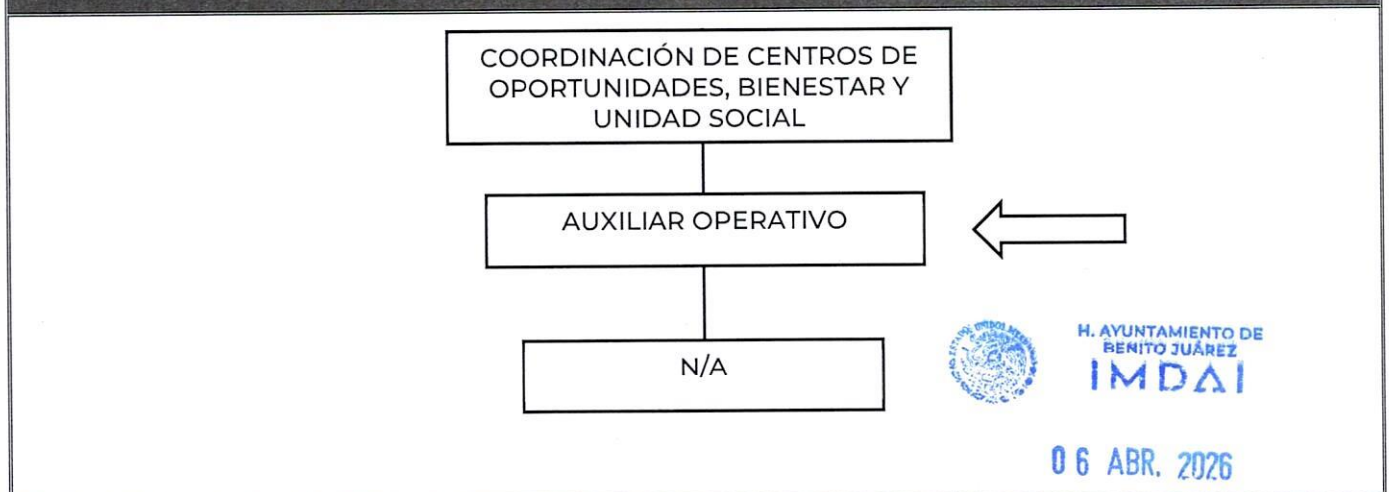 COORDINACIÓN DE CENTROS DE
OPORTUNIDADES, BIENESTAR Y
UNIDAD SOCIAL
AUXILIAR OPERATIVO
N/A
H. AYUNTAMIENTO DE
BENITO JUÁREZ
IMDAI
06 ABR. 2026